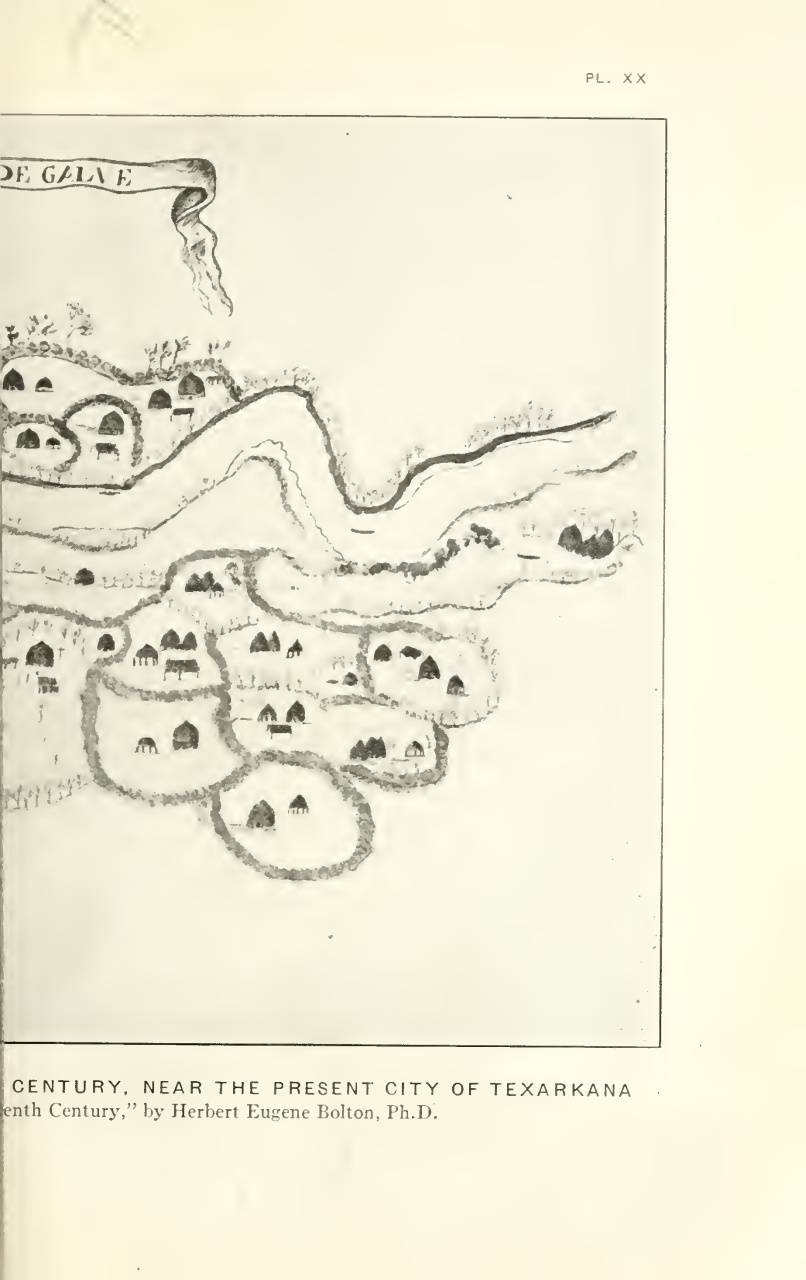 PL. XX
DE GALVE
CENTURY, NEAR THE PRESENT CITY OF TEXARKANA
enth Century,” by Herbert Eugene Bolton, Ph.D.